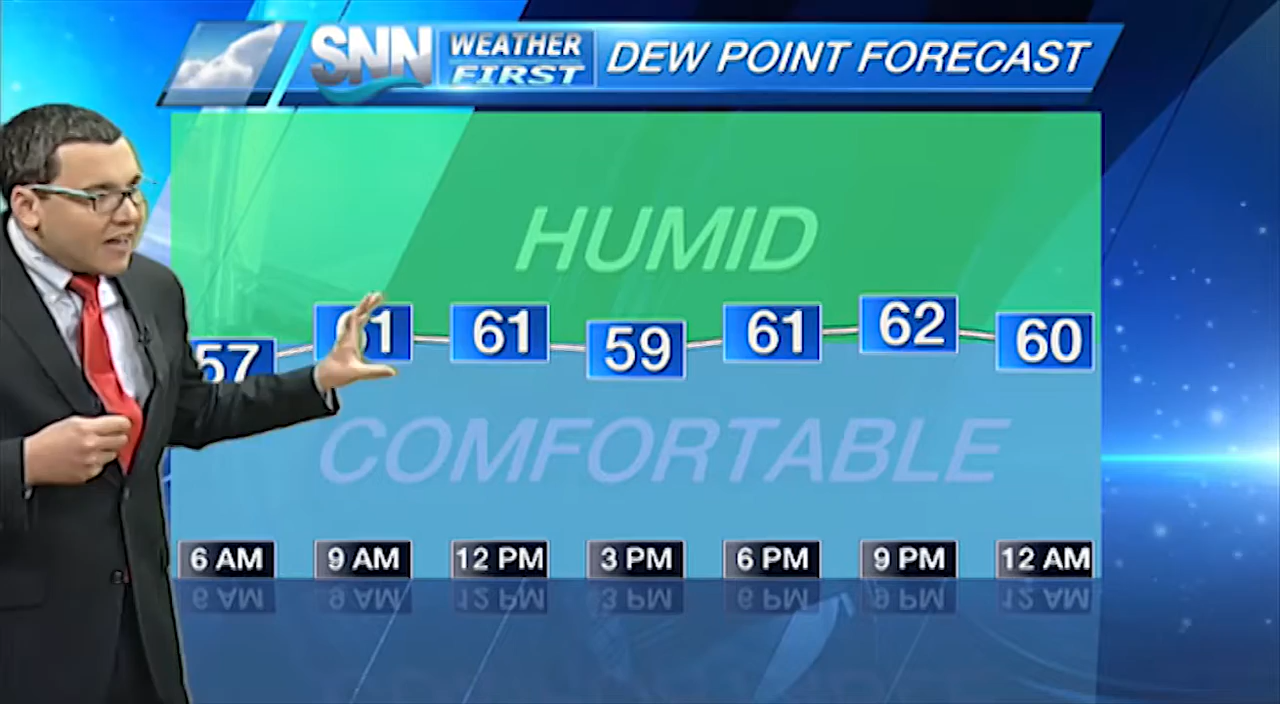 SNN WEATHER FIRST DEW POINT FORECAST
HUMID
57 61 61 59 61 62 60
COMFORTABLE
6 AM 9 AM 12 PM 3 PM 6 PM 9 PM 12 AM